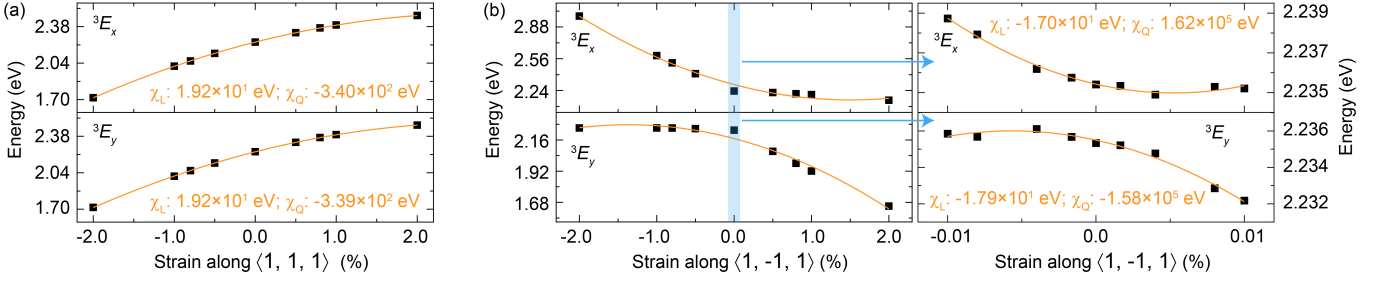 (a)
Energy (eV)
2.38
2.04
1.70
³Eₓ
χL: 1.92×10¹ eV; χQ: -3.40×10² eV
2.38
2.04
1.70
³Eᵧ
χL: 1.92×10¹ eV; χQ: -3.39×10² eV
-2.0 -1.0 0.0 1.0 2.0
Strain along ⟨1, 1, 1⟩ (%)
(b)
Energy (eV)
2.88
2.56
2.24
³Eₓ
2.16
1.92
1.68
³Eᵧ
-2.0 -1.0 0.0 1.0 2.0
Strain along ⟨1, -1, 1⟩ (%)
χL: -1.70×10¹ eV; χQ: 1.62×10⁵ eV
³Eₓ
2.239
2.237
2.235
³Eᵧ
χL: -1.79×10¹ eV; χQ: -1.58×10⁵ eV
2.236
2.234
2.232
Energy (eV)
-0.01 0.0 0.01
Strain along ⟨1, -1, 1⟩ (%)